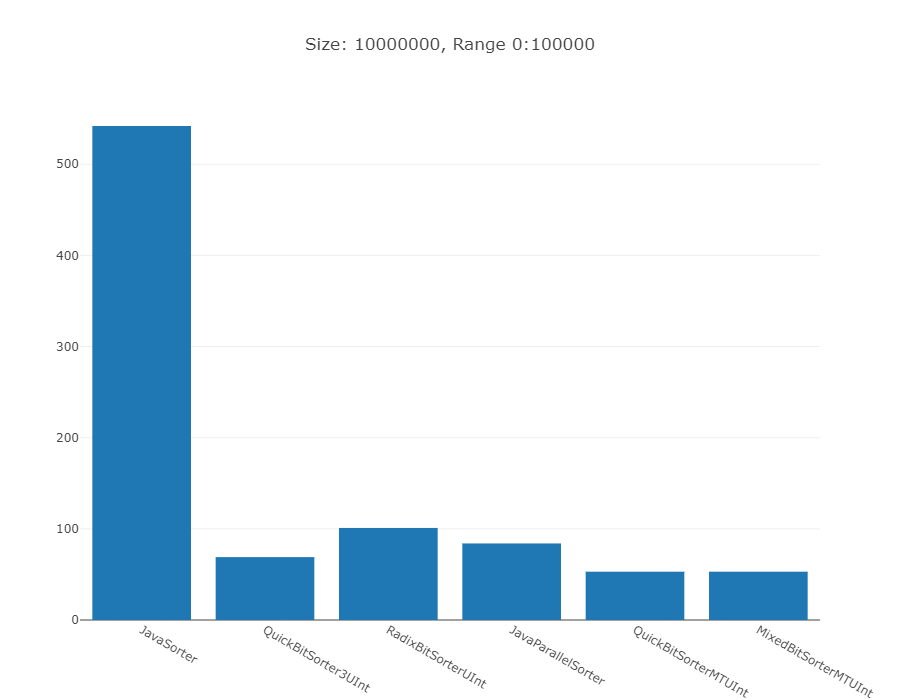 Size: 10000000, Range 0:100000
500
400
300
200
100
0
JavaSorter
QuickBitSorter3UInt
RadixBitSorterUInt
JavaParallelSorter
QuickBitSorterMTUInt
MixedBitSorterMTUInt